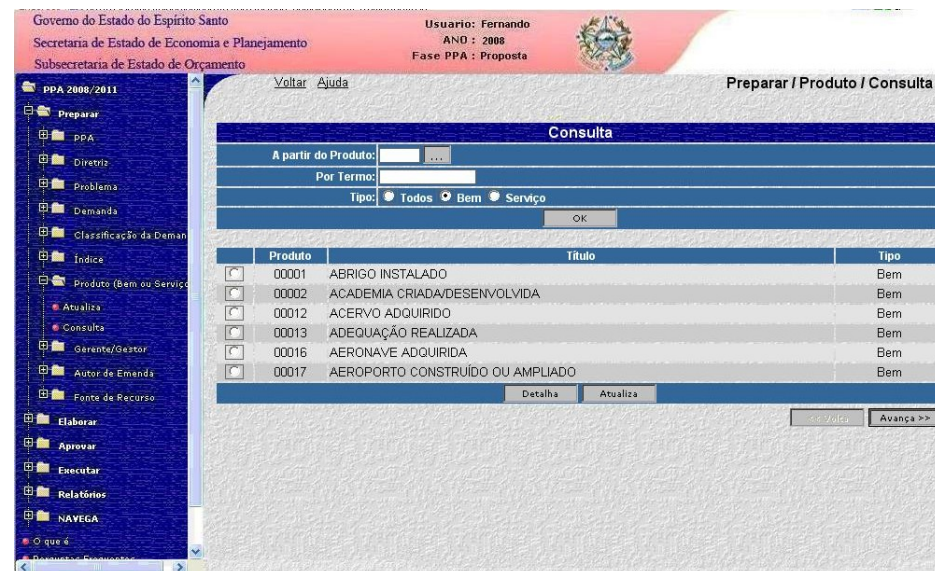 Governo do Estado do Espírito Santo
Secretaria de Estado de Economia e Planejamento
Subsecretaria de Estado de Orçamento
Usuario: Fernando
ANO : 2008
Fase PPA : Proposta
Voltar Ajuda
Preparar / Produto / Consulta
PPA 2008/2011
Preparar
PPA
Diretriz
Problema
Demanda
Classificação da Deman
Índice
Produto (Bem ou Serviço
Atualiza
Consulta
Gerente/Gestor
Autor de Emenda
Fonte de Recurso
Elaborar
Aprovar
Executar
Relatórios
NAVEGA
O que é
Perguntas Frequentes
Consulta
A partir do Produto: ...
Por Termo:
Tipo: Todos Bem Serviço
OK
Produto Título Tipo
00001 ABRIGO INSTALADO Bem
00002 ACADEMIA CRIADA/DESENVOLVIDA Bem
00012 ACERVO ADQUIRIDO Bem
00013 ADEQUAÇÃO REALIZADA Bem
00016 AERONAVE ADQUIRIDA Bem
00017 AEROPORTO CONSTRUÍDO OU AMPLIADO Bem
Detalha Atualiza
<< Volta Avança >>